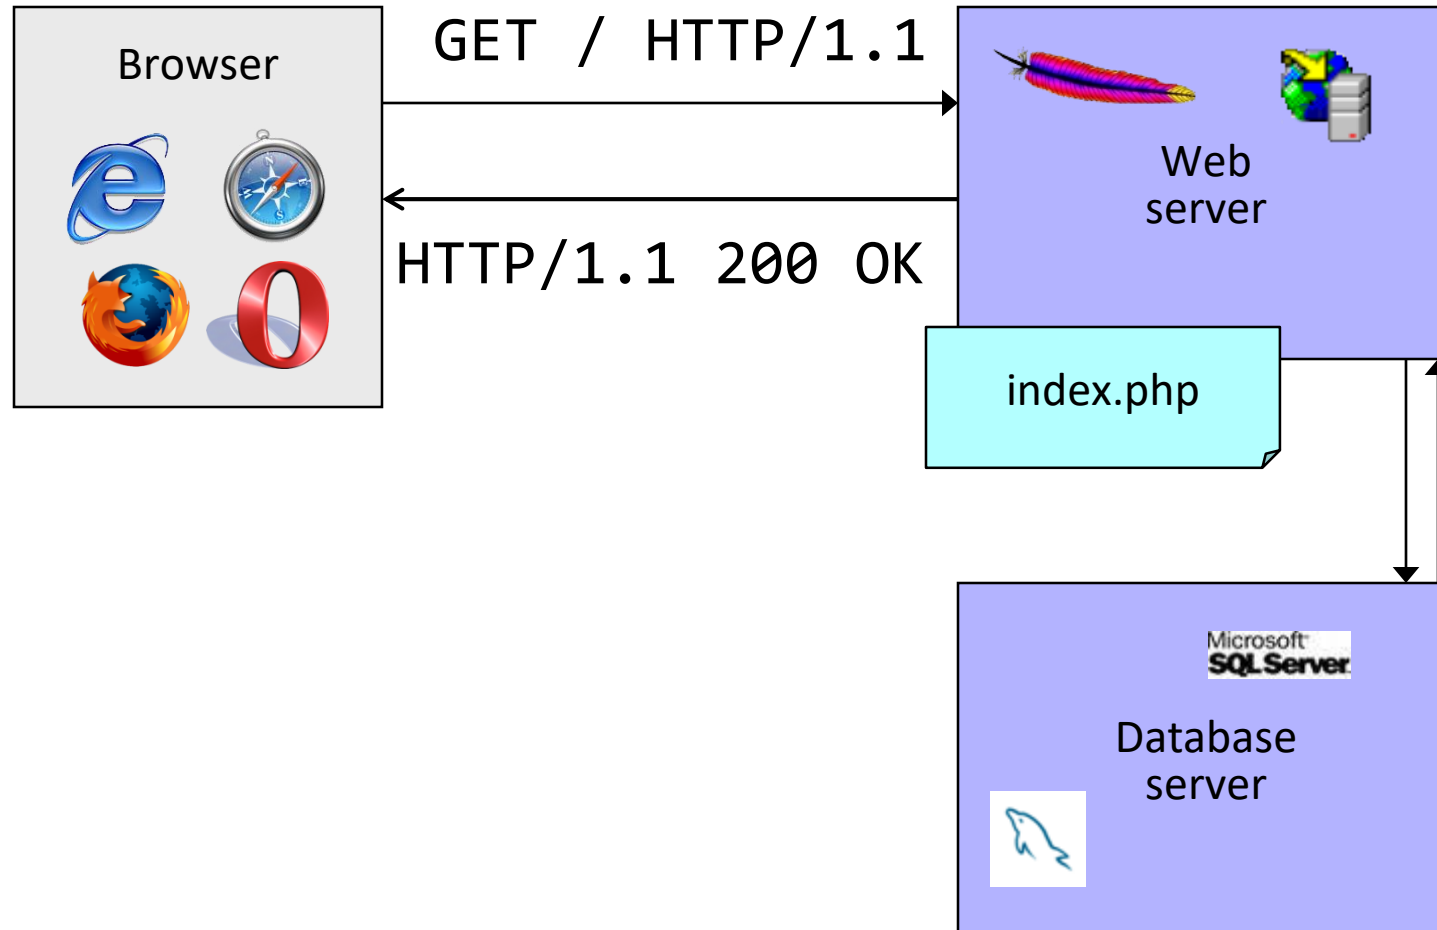 Browser
GET / HTTP/1.1
Web
server
HTTP/1.1 200 OK
index.php
Microsoft
SQL Server
Database
server